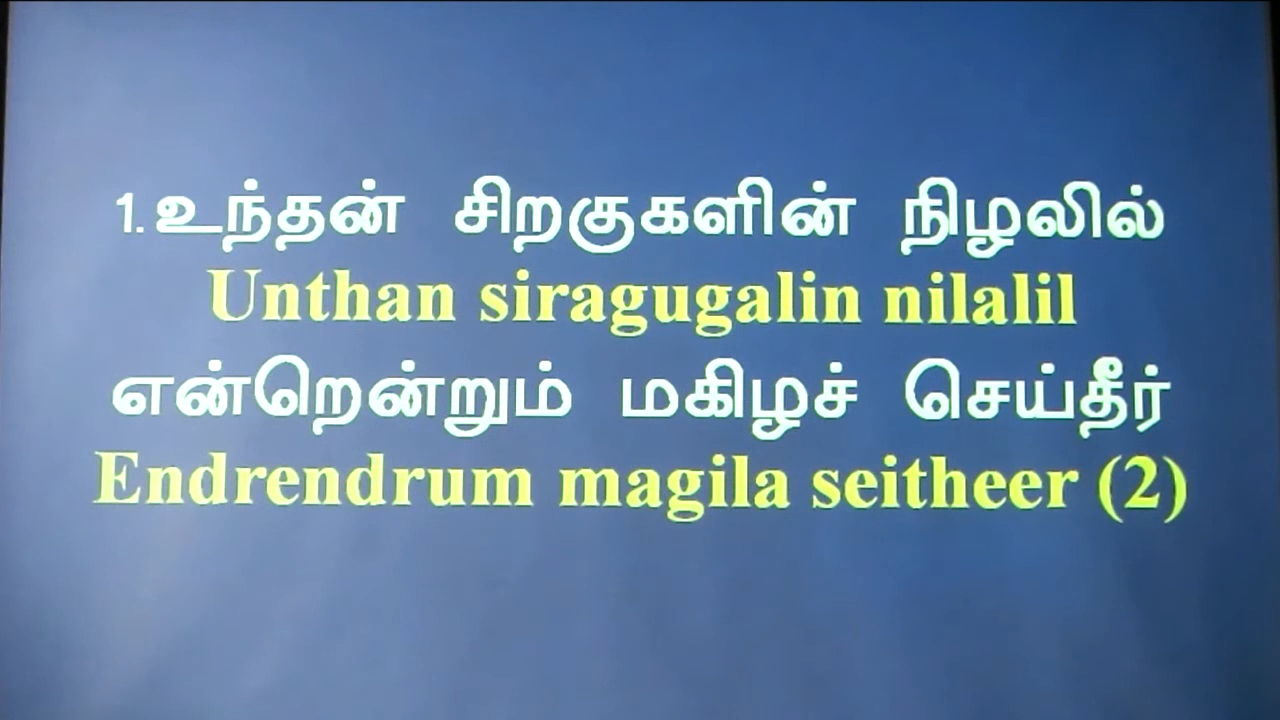 1. உந்தன் சிறகுகளின் நிழலில்
Unthan siragugalin nilalil
என்றென்றும் மகிழச் செய்தீர்
Endrendrum magila seitheer (2)